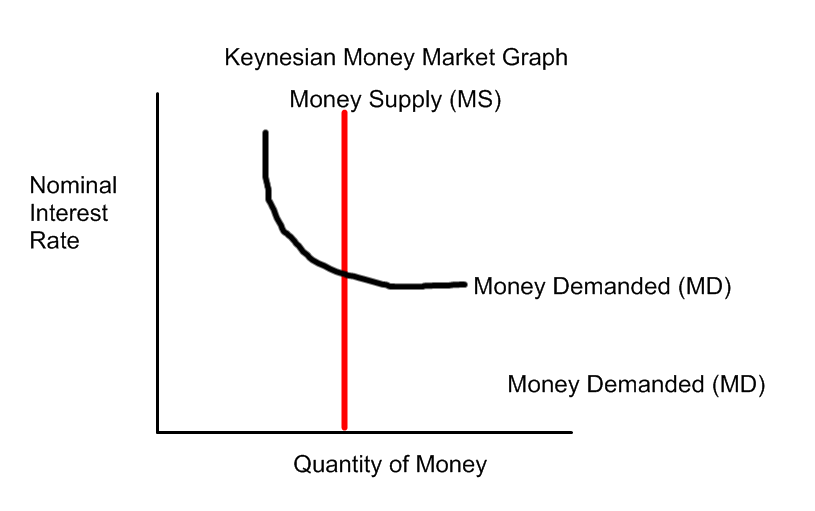 Keynesian Money Market Graph
Money Supply (MS)
Nominal
Interest
Rate
Money Demanded (MD)
Money Demanded (MD)
Quantity of Money